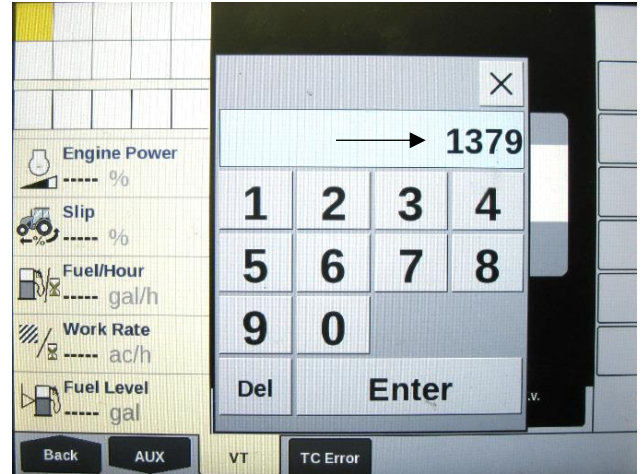 1379
Engine Power
----- %
1 2 3 4
Slip
----- %
5 6 7 8
Fuel/Hour
----- gal/h
9 0
Work Rate
----- ac/h
Del Enter
Fuel Level
----- gal
.v.
Back AUX VT TC Error